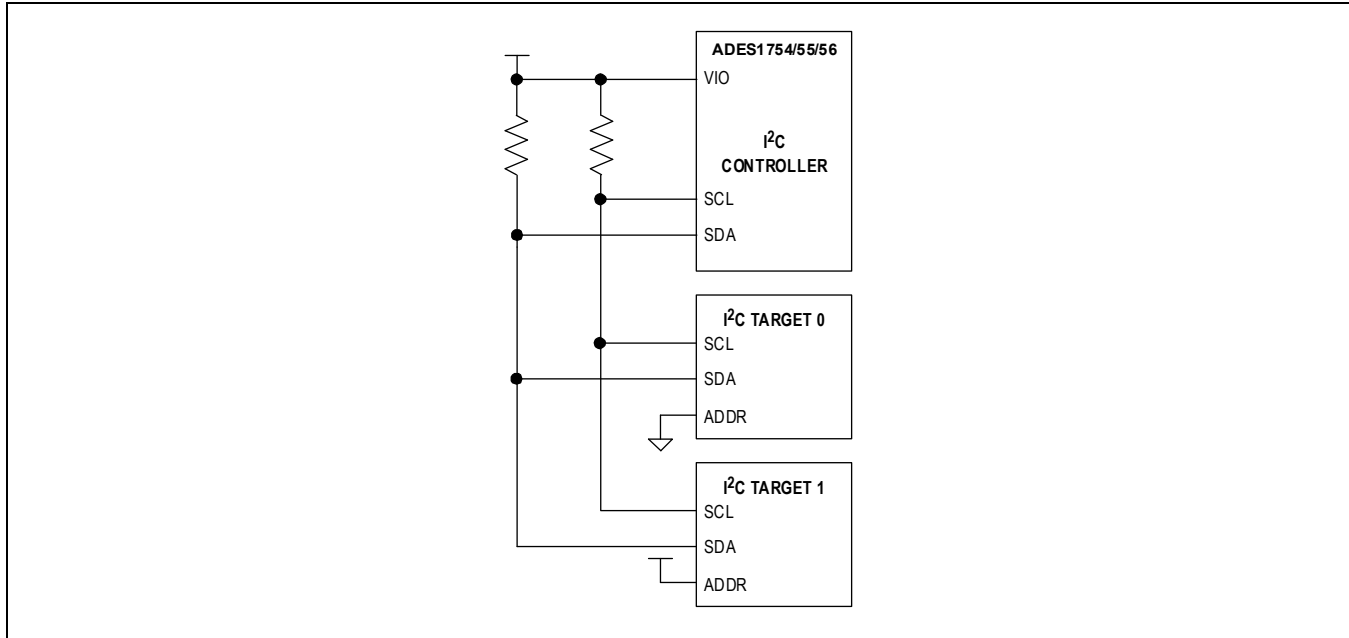 ADES1754/55/56
VIO
I²C
CONTROLLER
SCL
SDA
I²C TARGET 0
SCL
SDA
ADDR
I²C TARGET 1
SCL
SDA
ADDR